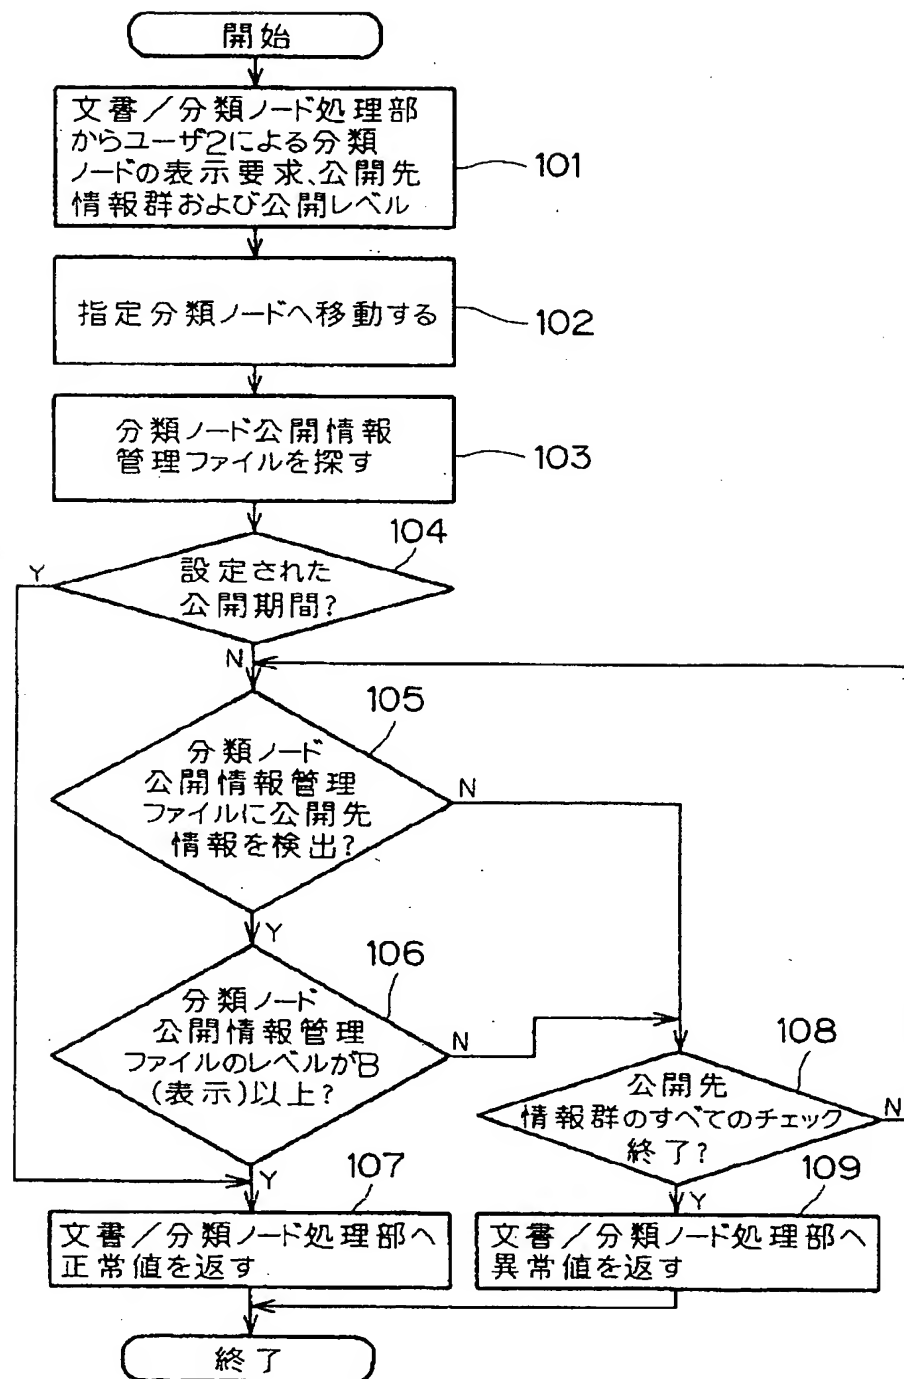 開始
文書／分類ノード処理部
からユーザ2による分類
ノードの表示要求、公開先
情報群および公開レベル
101
指定分類ノードへ移動する
102
分類ノード公開情報
管理ファイルを探す
103
104
設定された
公開期間?
Y
N
105
分類ノード
公開情報管理
ファイルに公開先
情報を検出?
N
Y
106
分類ノード
公開情報管理
ファイルのレベルがB
(表示)以上?
N
Y
108
公開先
情報群のすべてのチェック
終了?
N
Y
107
文書／分類ノード処理部へ
正常値を返す
109
文書／分類ノード処理部へ
異常値を返す
終了